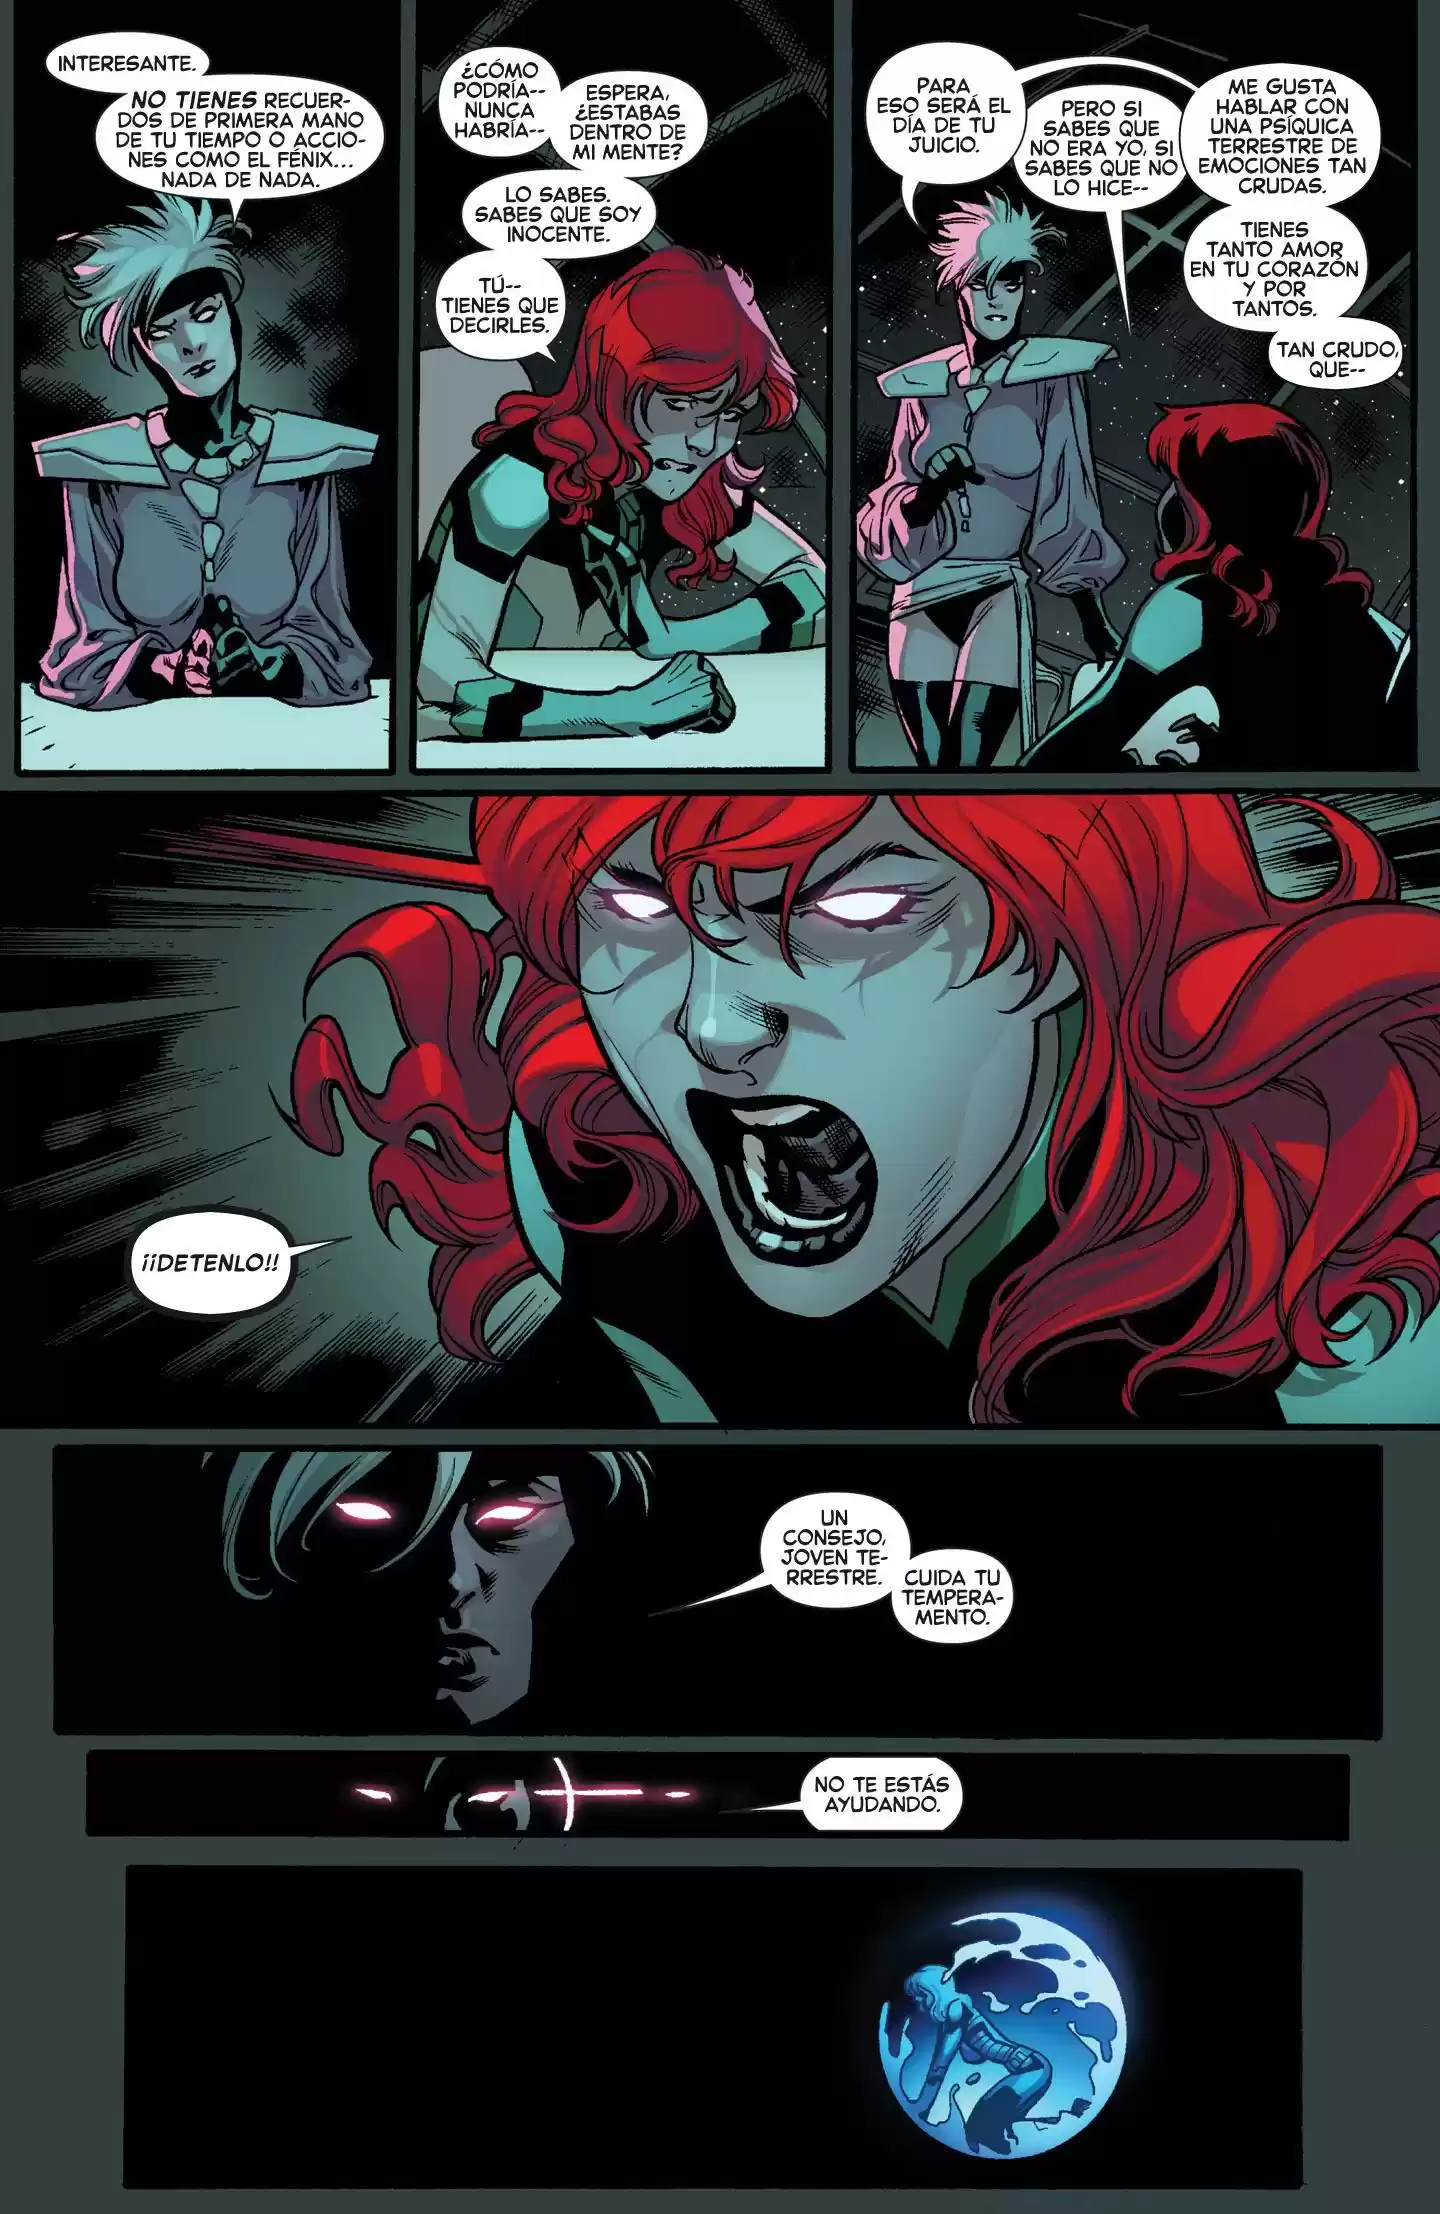 INTERESANTE.
NO TIENES RECUER-
DOS DE PRIMERA MANO
DE TU TIEMPO O ACCIO-
NES COMO EL FÉNIX...
NADA DE NADA.
¿CÓMO
PODRÍA--
NUNCA
HABRÍA--
ESPERA,
¿ESTABAS
DENTRO DE
MI MENTE?
LO SABES.
SABES QUE SOY
INOCENTE.
TÚ--
TIENES QUE
DECIRLES.
PARA
ESO SERÁ EL
DÍA DE TU
JUICIO.
PERO SI
SABES QUE
NO ERA YO, SI
SABES QUE NO
LO HICE--
ME GUSTA
HABLAR CON
UNA PSÍQUICA
TERRESTRE DE
EMOCIONES TAN
CRUDAS.
TIENES
TANTO AMOR
EN TU CORAZÓN
Y POR
TANTOS.
TAN CRUDO,
QUE--
¡¡DETENLO!!
UN
CONSEJO,
JOVEN TE-
RRESTRE.
CUIDA TU
TEMPERA-
MENTO.
NO TE ESTÁS
AYUDANDO.